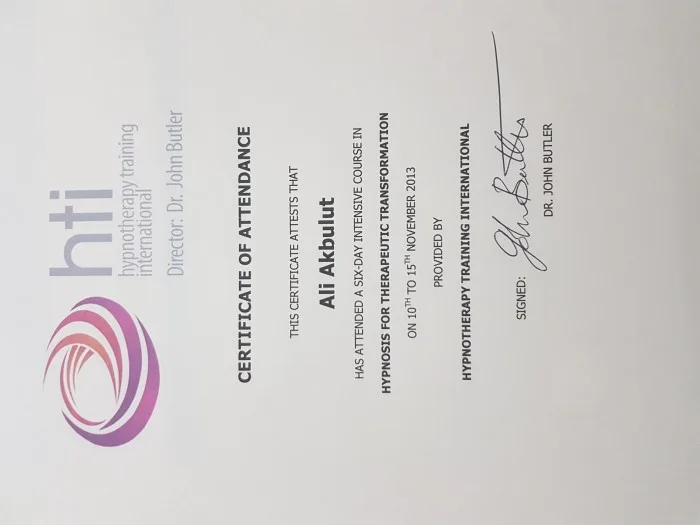 hti
hypnotherapy training
international
Director: Dr. John Butler
CERTIFICATE OF ATTENDANCE
THIS CERTIFICATE ATTESTS THAT
Ali Akbulut
HAS ATTENDED A SIX-DAY INTENSIVE COURSE IN
HYPNOSIS FOR THERAPEUTIC TRANSFORMATION
ON 10TH TO 15TH NOVEMBER 2013
PROVIDED BY
HYPNOTHERAPY TRAINING INTERNATIONAL
SIGNED: John Butler
DR. JOHN BUTLER